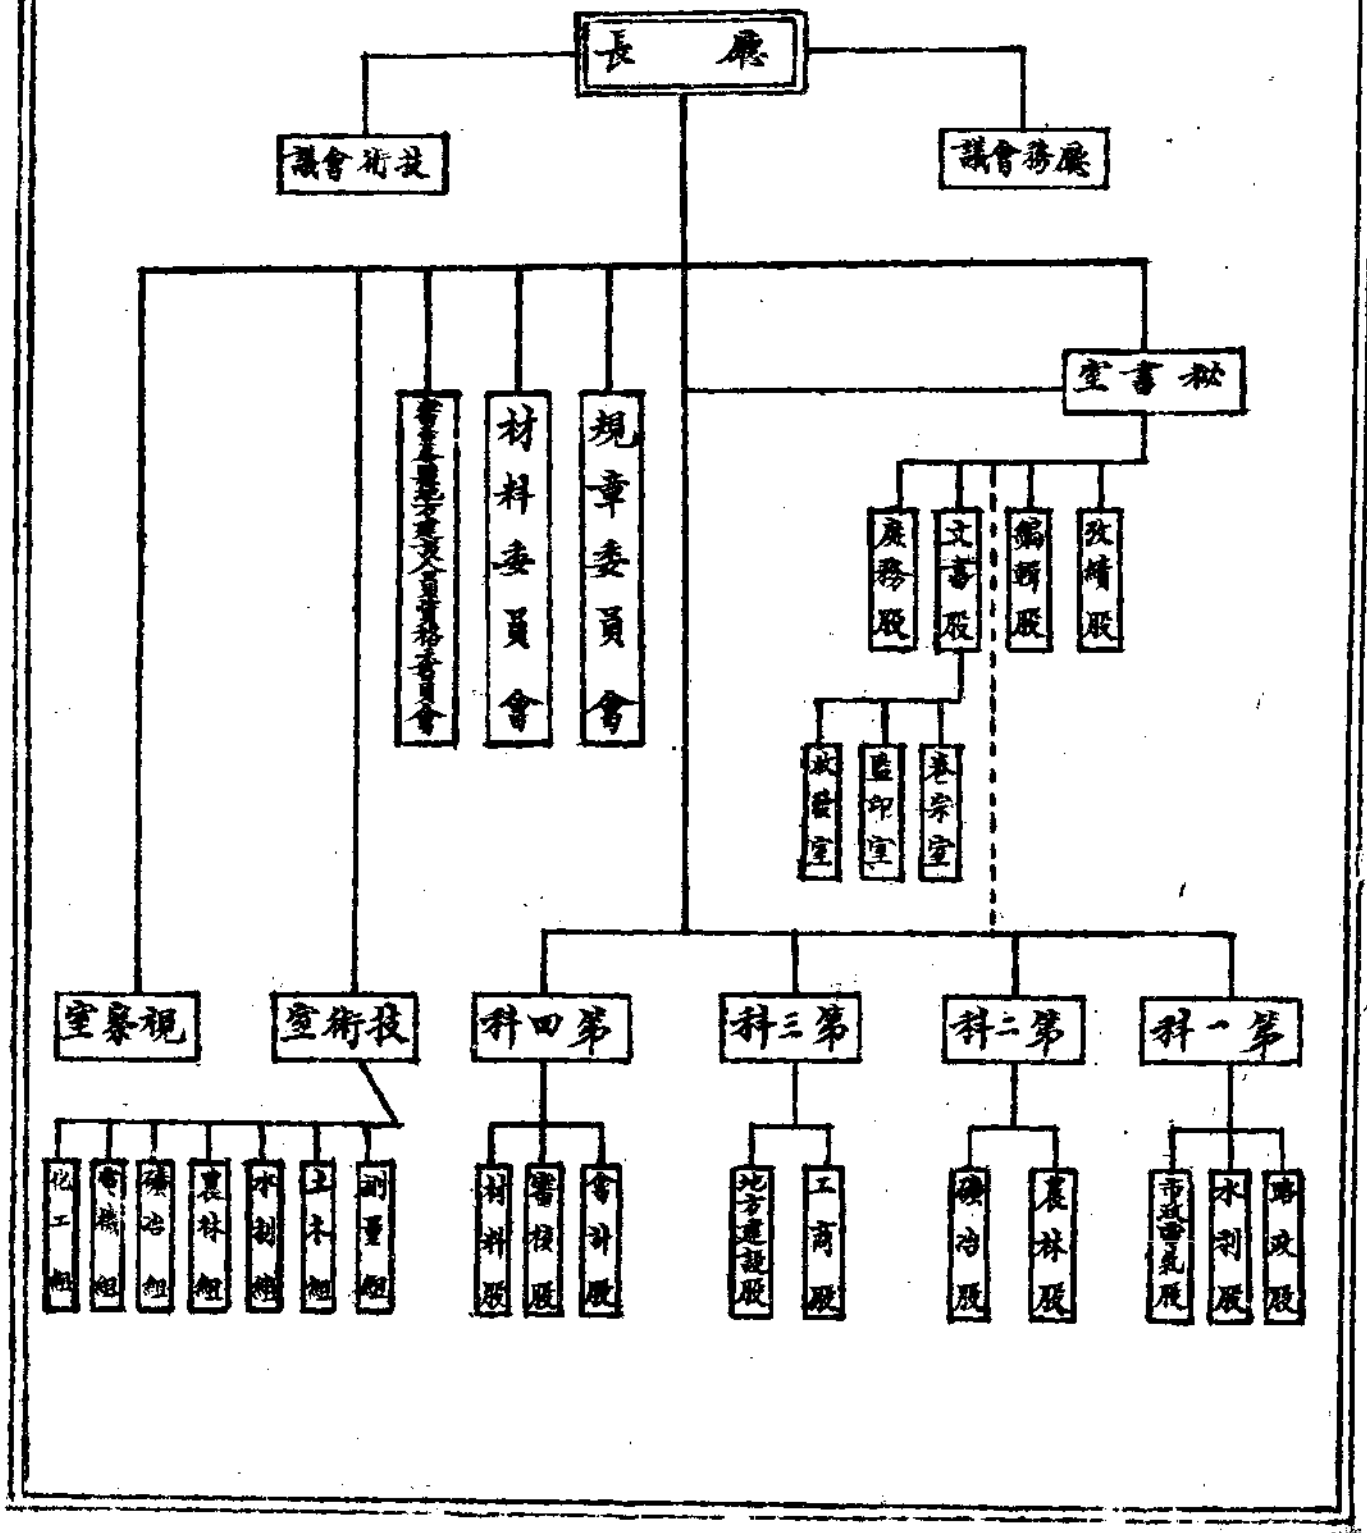 廳長
廳務會議
技術會議
秘書室
規章委員會
材料委員會
攷績股
編輯股
文書股
庶務股
卷宗室
監印室
收發室
第一科
第二科
第三科
第四科
技術室
視察室
路政股
水利股
市政電氣股
農林股
礦冶股
工商股
地方建設股
會計股
審核股
材料股
測量組
土木組
水利組
農林組
礦冶組
電機組
化工組